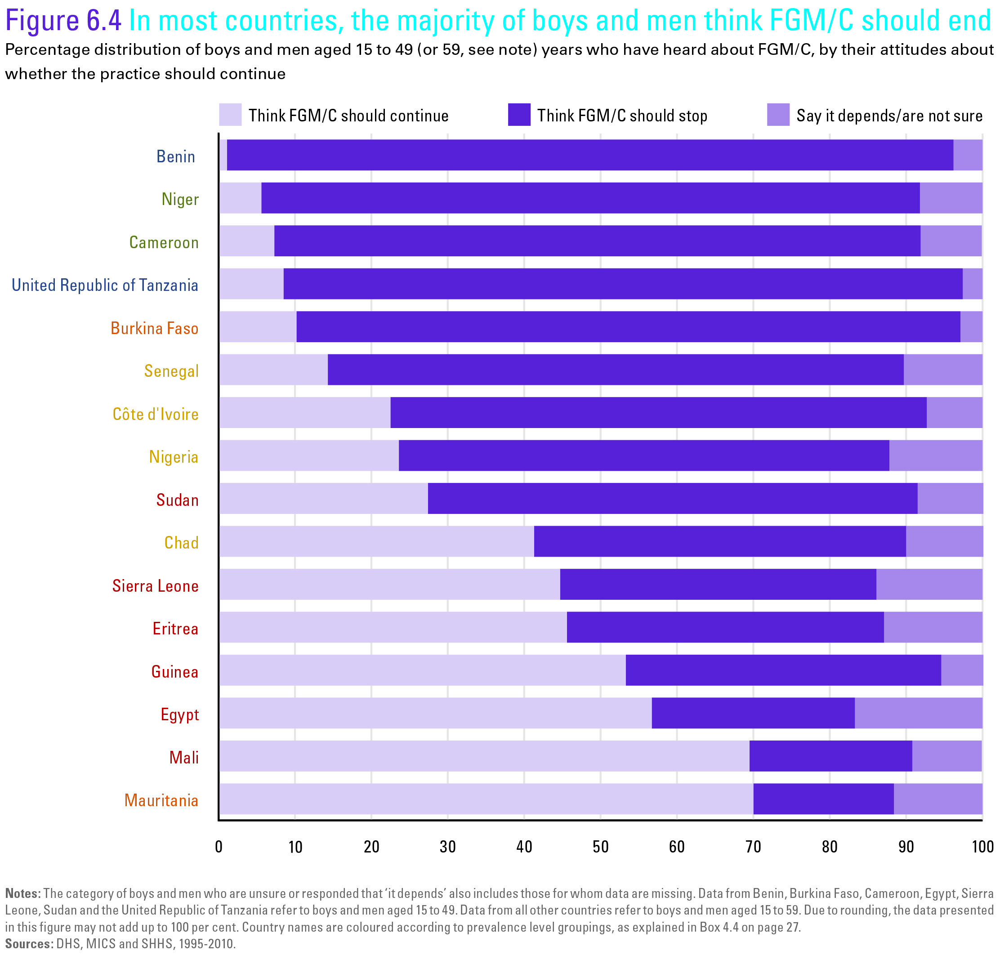 Figure 6.4 In most countries, the majority of boys and men think FGM/C should end
Percentage distribution of boys and men aged 15 to 49 (or 59, see note) years who have heard about FGM/C, by their attitudes about
whether the practice should continue
Think FGM/C should continue
Think FGM/C should stop
Say it depends/are not sure
Benin
Niger
Cameroon
United Republic of Tanzania
Burkina Faso
Senegal
Côte d'Ivoire
Nigeria
Sudan
Chad
Sierra Leone
Eritrea
Guinea
Egypt
Mali
Mauritania
0 10 20 30 40 50 60 70 80 90 100
Notes: The category of boys and men who are unsure or responded that ‘it depends’ also includes those for whom data are missing. Data from Benin, Burkina Faso, Cameroon, Egypt, Sierra
Leone, Sudan and the United Republic of Tanzania refer to boys and men aged 15 to 49. Data from all other countries refer to boys and men aged 15 to 59. Due to rounding, the data presented
in this figure may not add up to 100 per cent. Country names are coloured according to prevalence level groupings, as explained in Box 4.4 on page 27.
Sources: DHS, MICS and SHHS, 1995-2010.